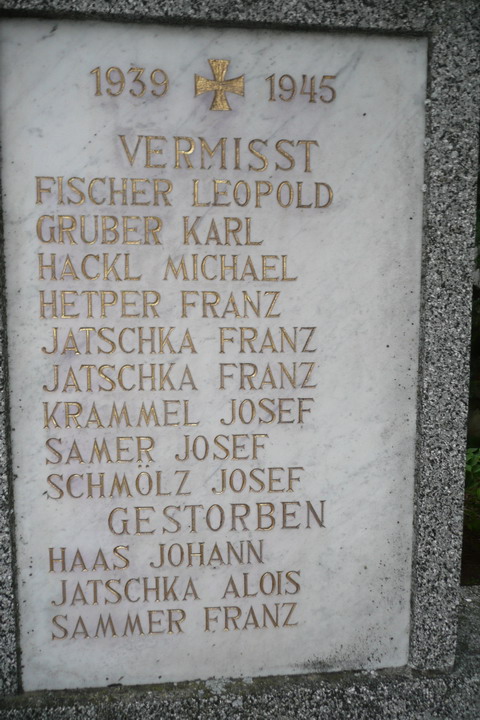 1939 1945
VERMISST
FISCHER LEOPOLD
GRUBER KARL
HACKL MICHAEL
HETPER FRANZ
JATSCHKA FRANZ
JATSCHKA FRANZ
KRAMMEL JOSEF
SAMER JOSEF
SCHMÖLZ JOSEF
GESTORBEN
HAAS JOHANN
JATSCHKA ALOIS
SAMMER FRANZ